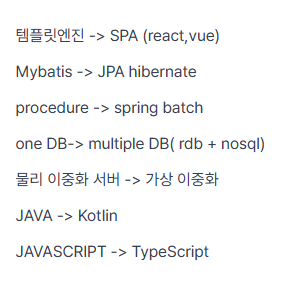 템플릿엔진 -> SPA (react,vue)
Mybatis -> JPA hibernate
procedure -> spring batch
one DB-> multiple DB( rdb + nosql)
물리 이중화 서버 -> 가상 이중화
JAVA -> Kotlin
JAVASCRIPT -> TypeScript